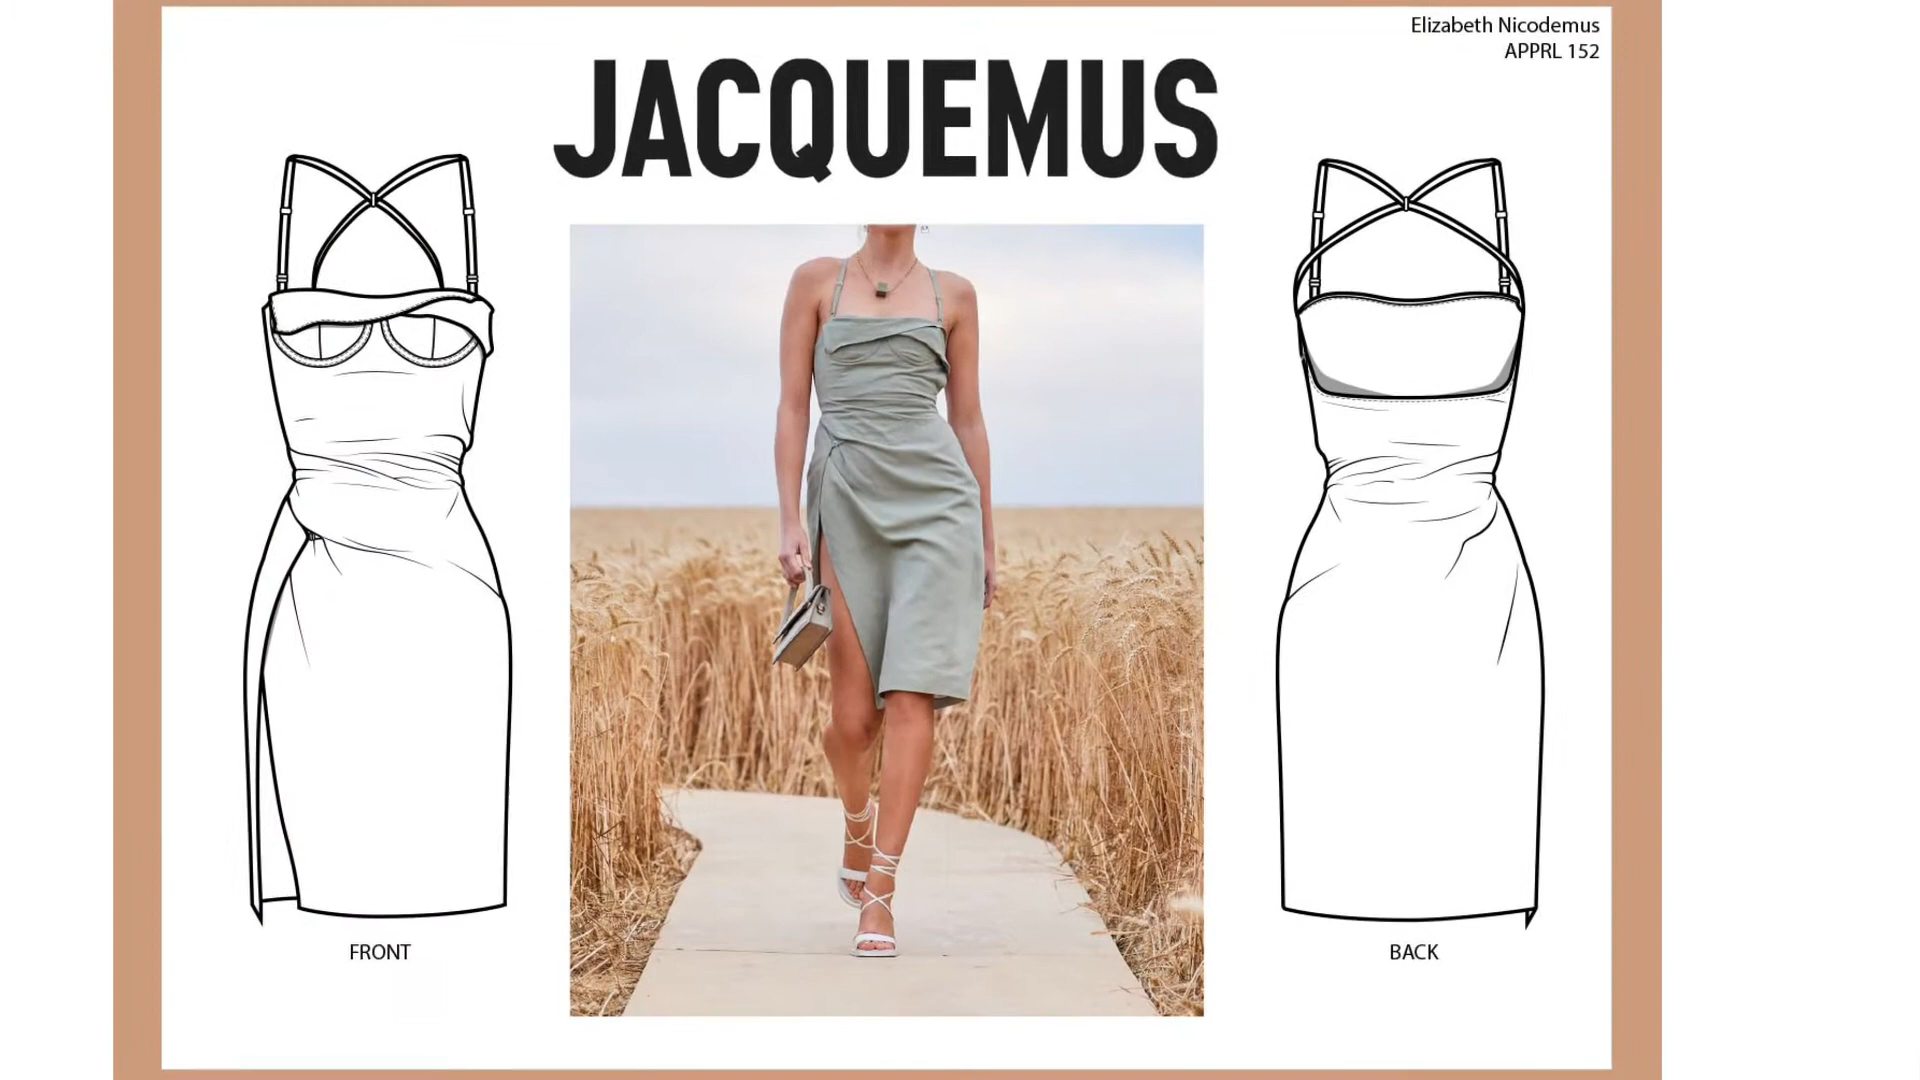 Elizabeth Nicodemus
APPRL 152
JACQUEMUS
FRONT
BACK